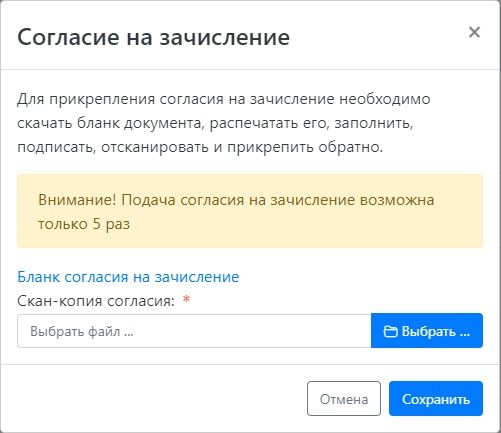 Согласие на зачисление
×
Для прикрепления согласия на зачисление необходимо
скачать бланк документа, распечатать его, заполнить,
подписать, отсканировать и прикрепить обратно.
Внимание! Подача согласия на зачисление возможна
только 5 раз
Бланк согласия на зачисление
Скан-копия согласия: *
Выбрать файл ... Выбрать ...
Отмена Сохранить